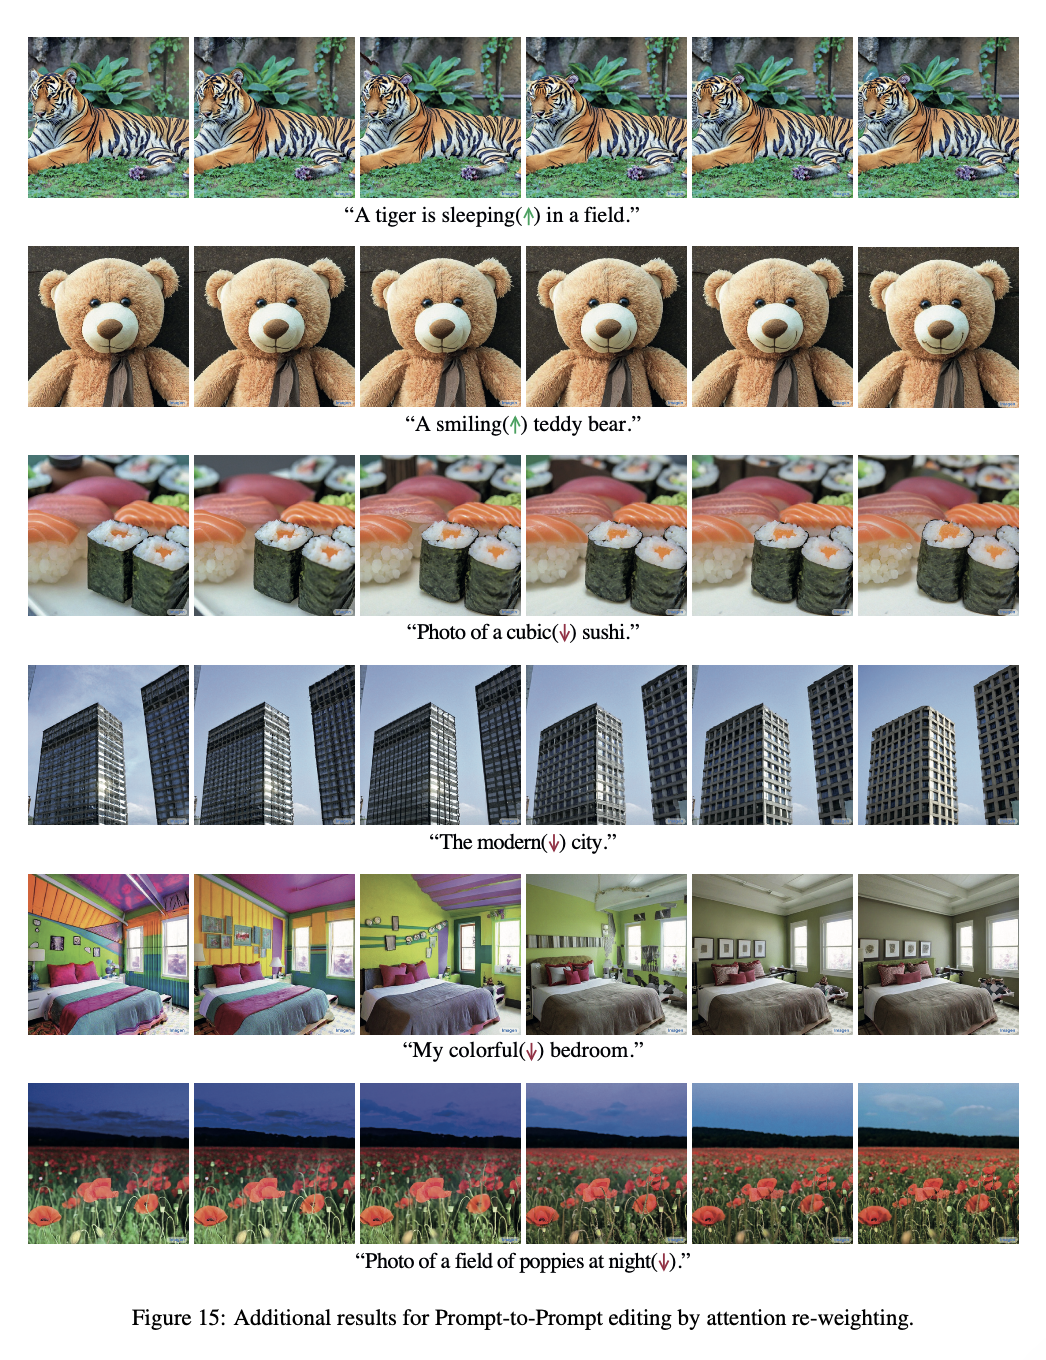 “A tiger is sleeping(↑) in a field.”
Imagen
“A smiling(↑) teddy bear.”
“Photo of a cubic(↓) sushi.”
“The modern(↓) city.”
Imagen
“My colorful(↓) bedroom.”
“Photo of a field of poppies at night(↓).”
Figure 15: Additional results for Prompt-to-Prompt editing by attention re-weighting.